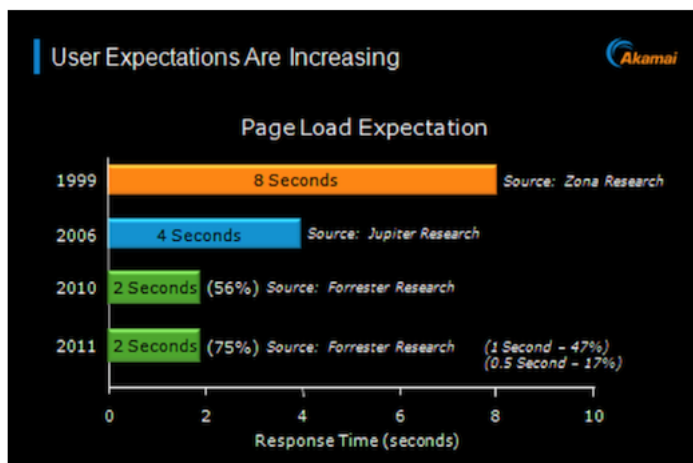 User Expectations Are Increasing
Akamai
Page Load Expectation
1999 8 Seconds Source: Zona Research
2006 4 Seconds Source: Jupiter Research
2010 2 Seconds (56%) Source: Forrester Research
2011 2 Seconds (75%) Source: Forrester Research (1 Second – 47%)
(0.5 Second – 17%)
0 2 4 6 8 10
Response Time (seconds)